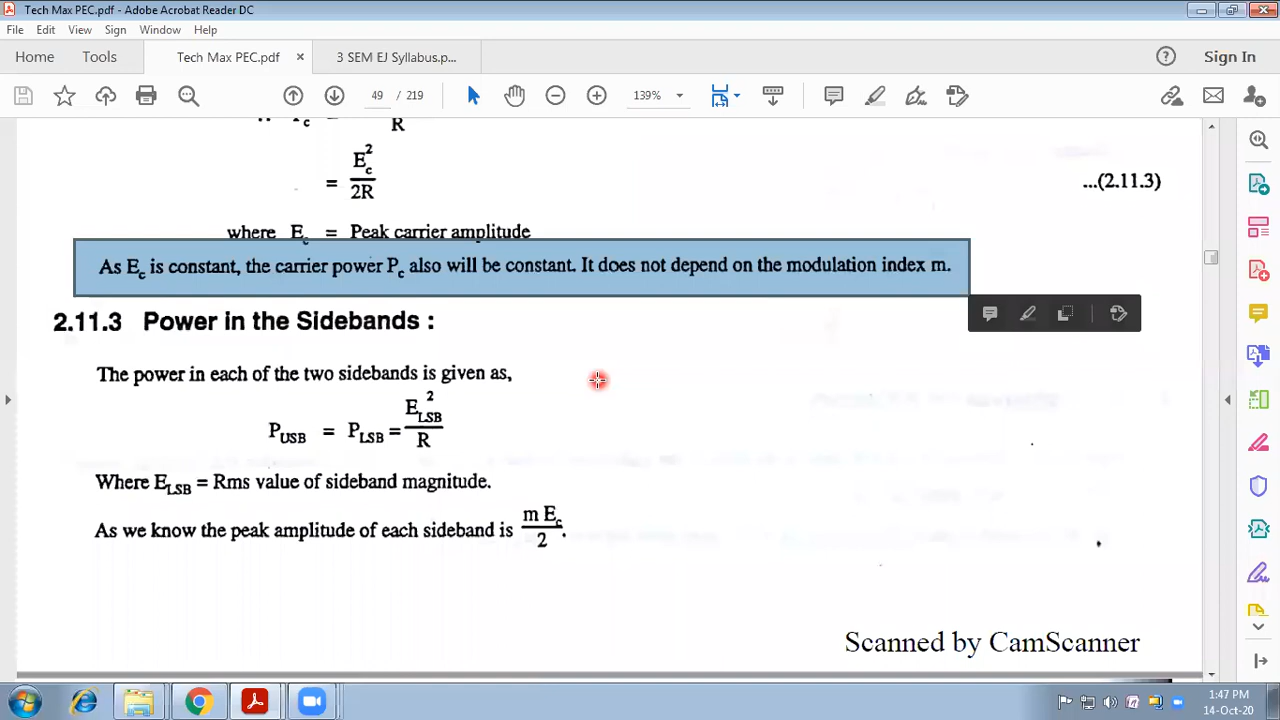 Tech Max PEC.pdf - Adobe Acrobat Reader DC
File Edit View Sign Window Help
Home Tools Tech Max PEC.pdf × 3 SEM EJ Syllabus.p... Sign In
49 / 219 139%
R
= E_c^2 / 2R ...(2.11.3)
where E_c = Peak carrier amplitude
As E_c is constant, the carrier power P_c also will be constant. It does not depend on the modulation index m.
2.11.3 Power in the Sidebands :
The power in each of the two sidebands is given as,
P_USB = P_LSB = E_LSB^2 / R
Where E_LSB = Rms value of sideband magnitude.
As we know the peak amplitude of each sideband is m E_c / 2.
Scanned by CamScanner
1:47 PM
14-Oct-20